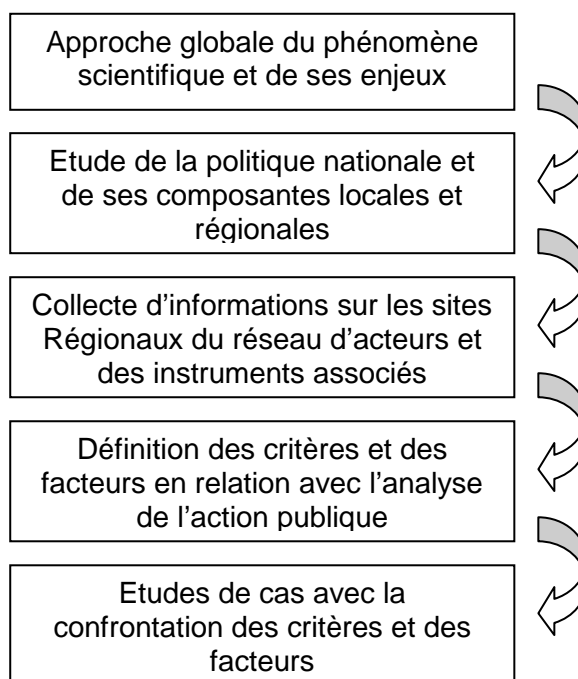 Approche globale du phénomène
scientifique et de ses enjeux
Etude de la politique nationale et
de ses composantes locales et
régionales
Collecte d’informations sur les sites
Régionaux du réseau d’acteurs et
des instruments associés
Définition des critères et des
facteurs en relation avec l’analyse
de l’action publique
Etudes de cas avec la
confrontation des critères et des
facteurs